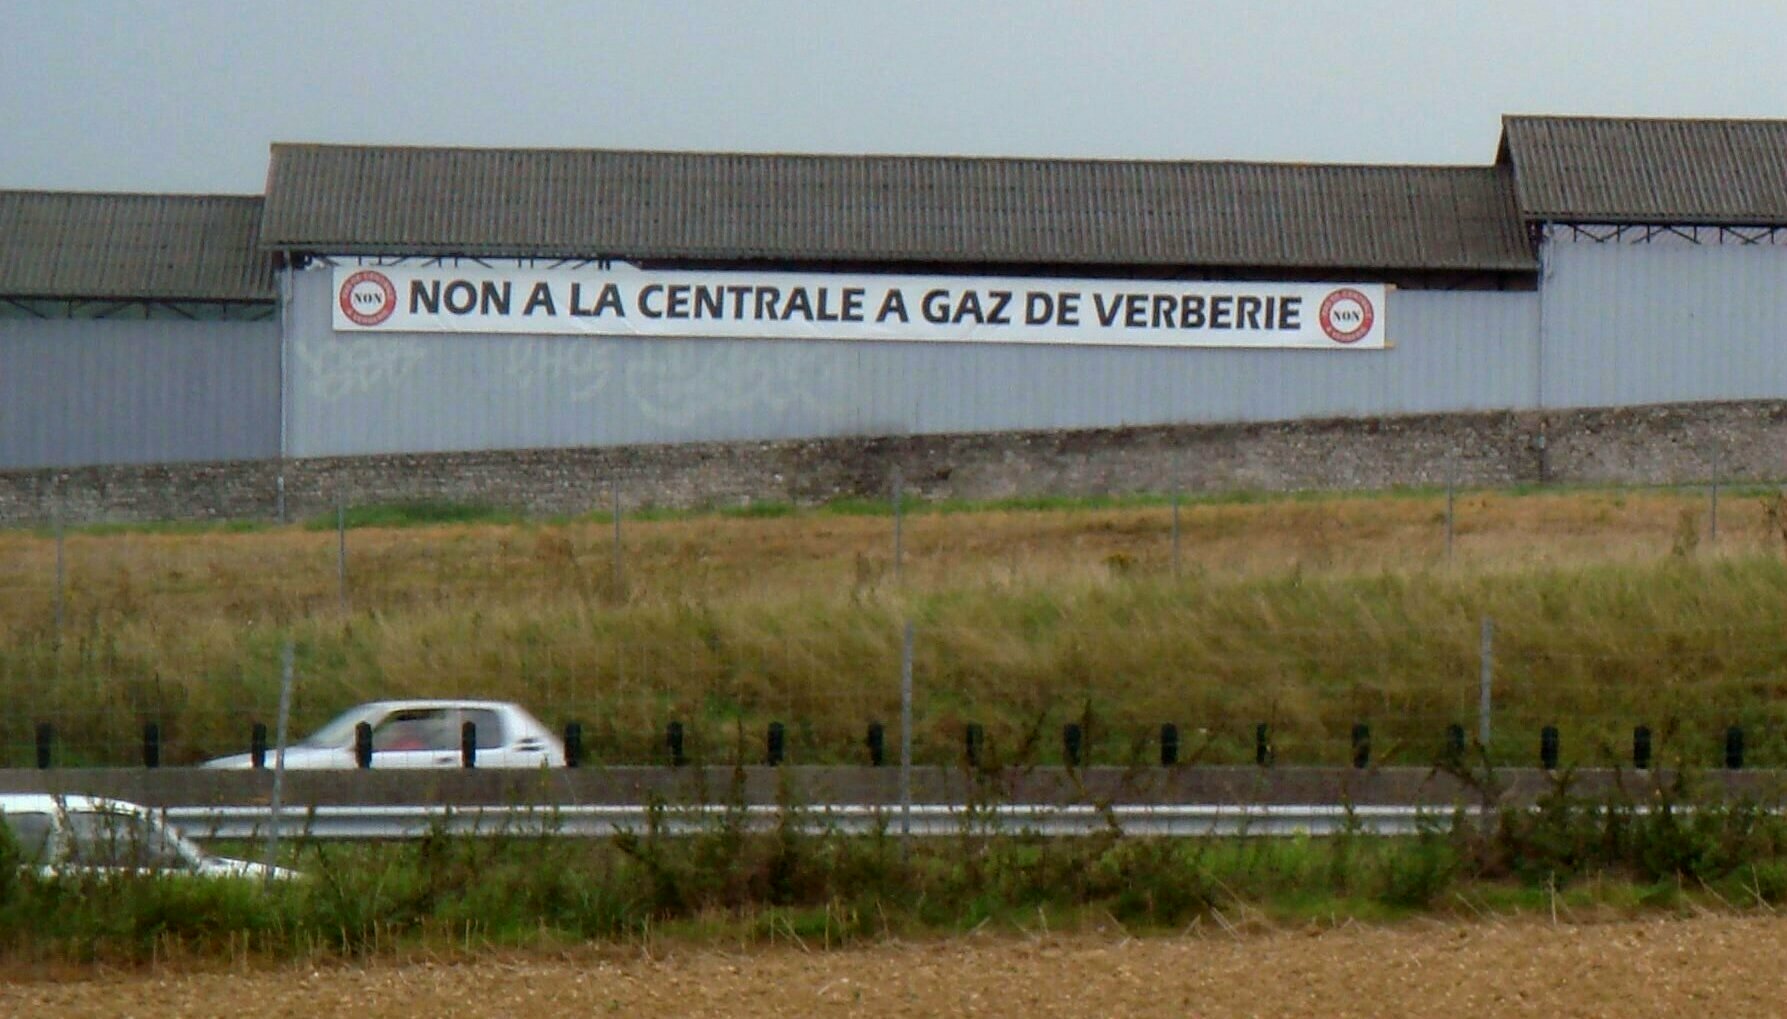 NON
NON A LA CENTRALE A GAZ DE VERBERIE
NON